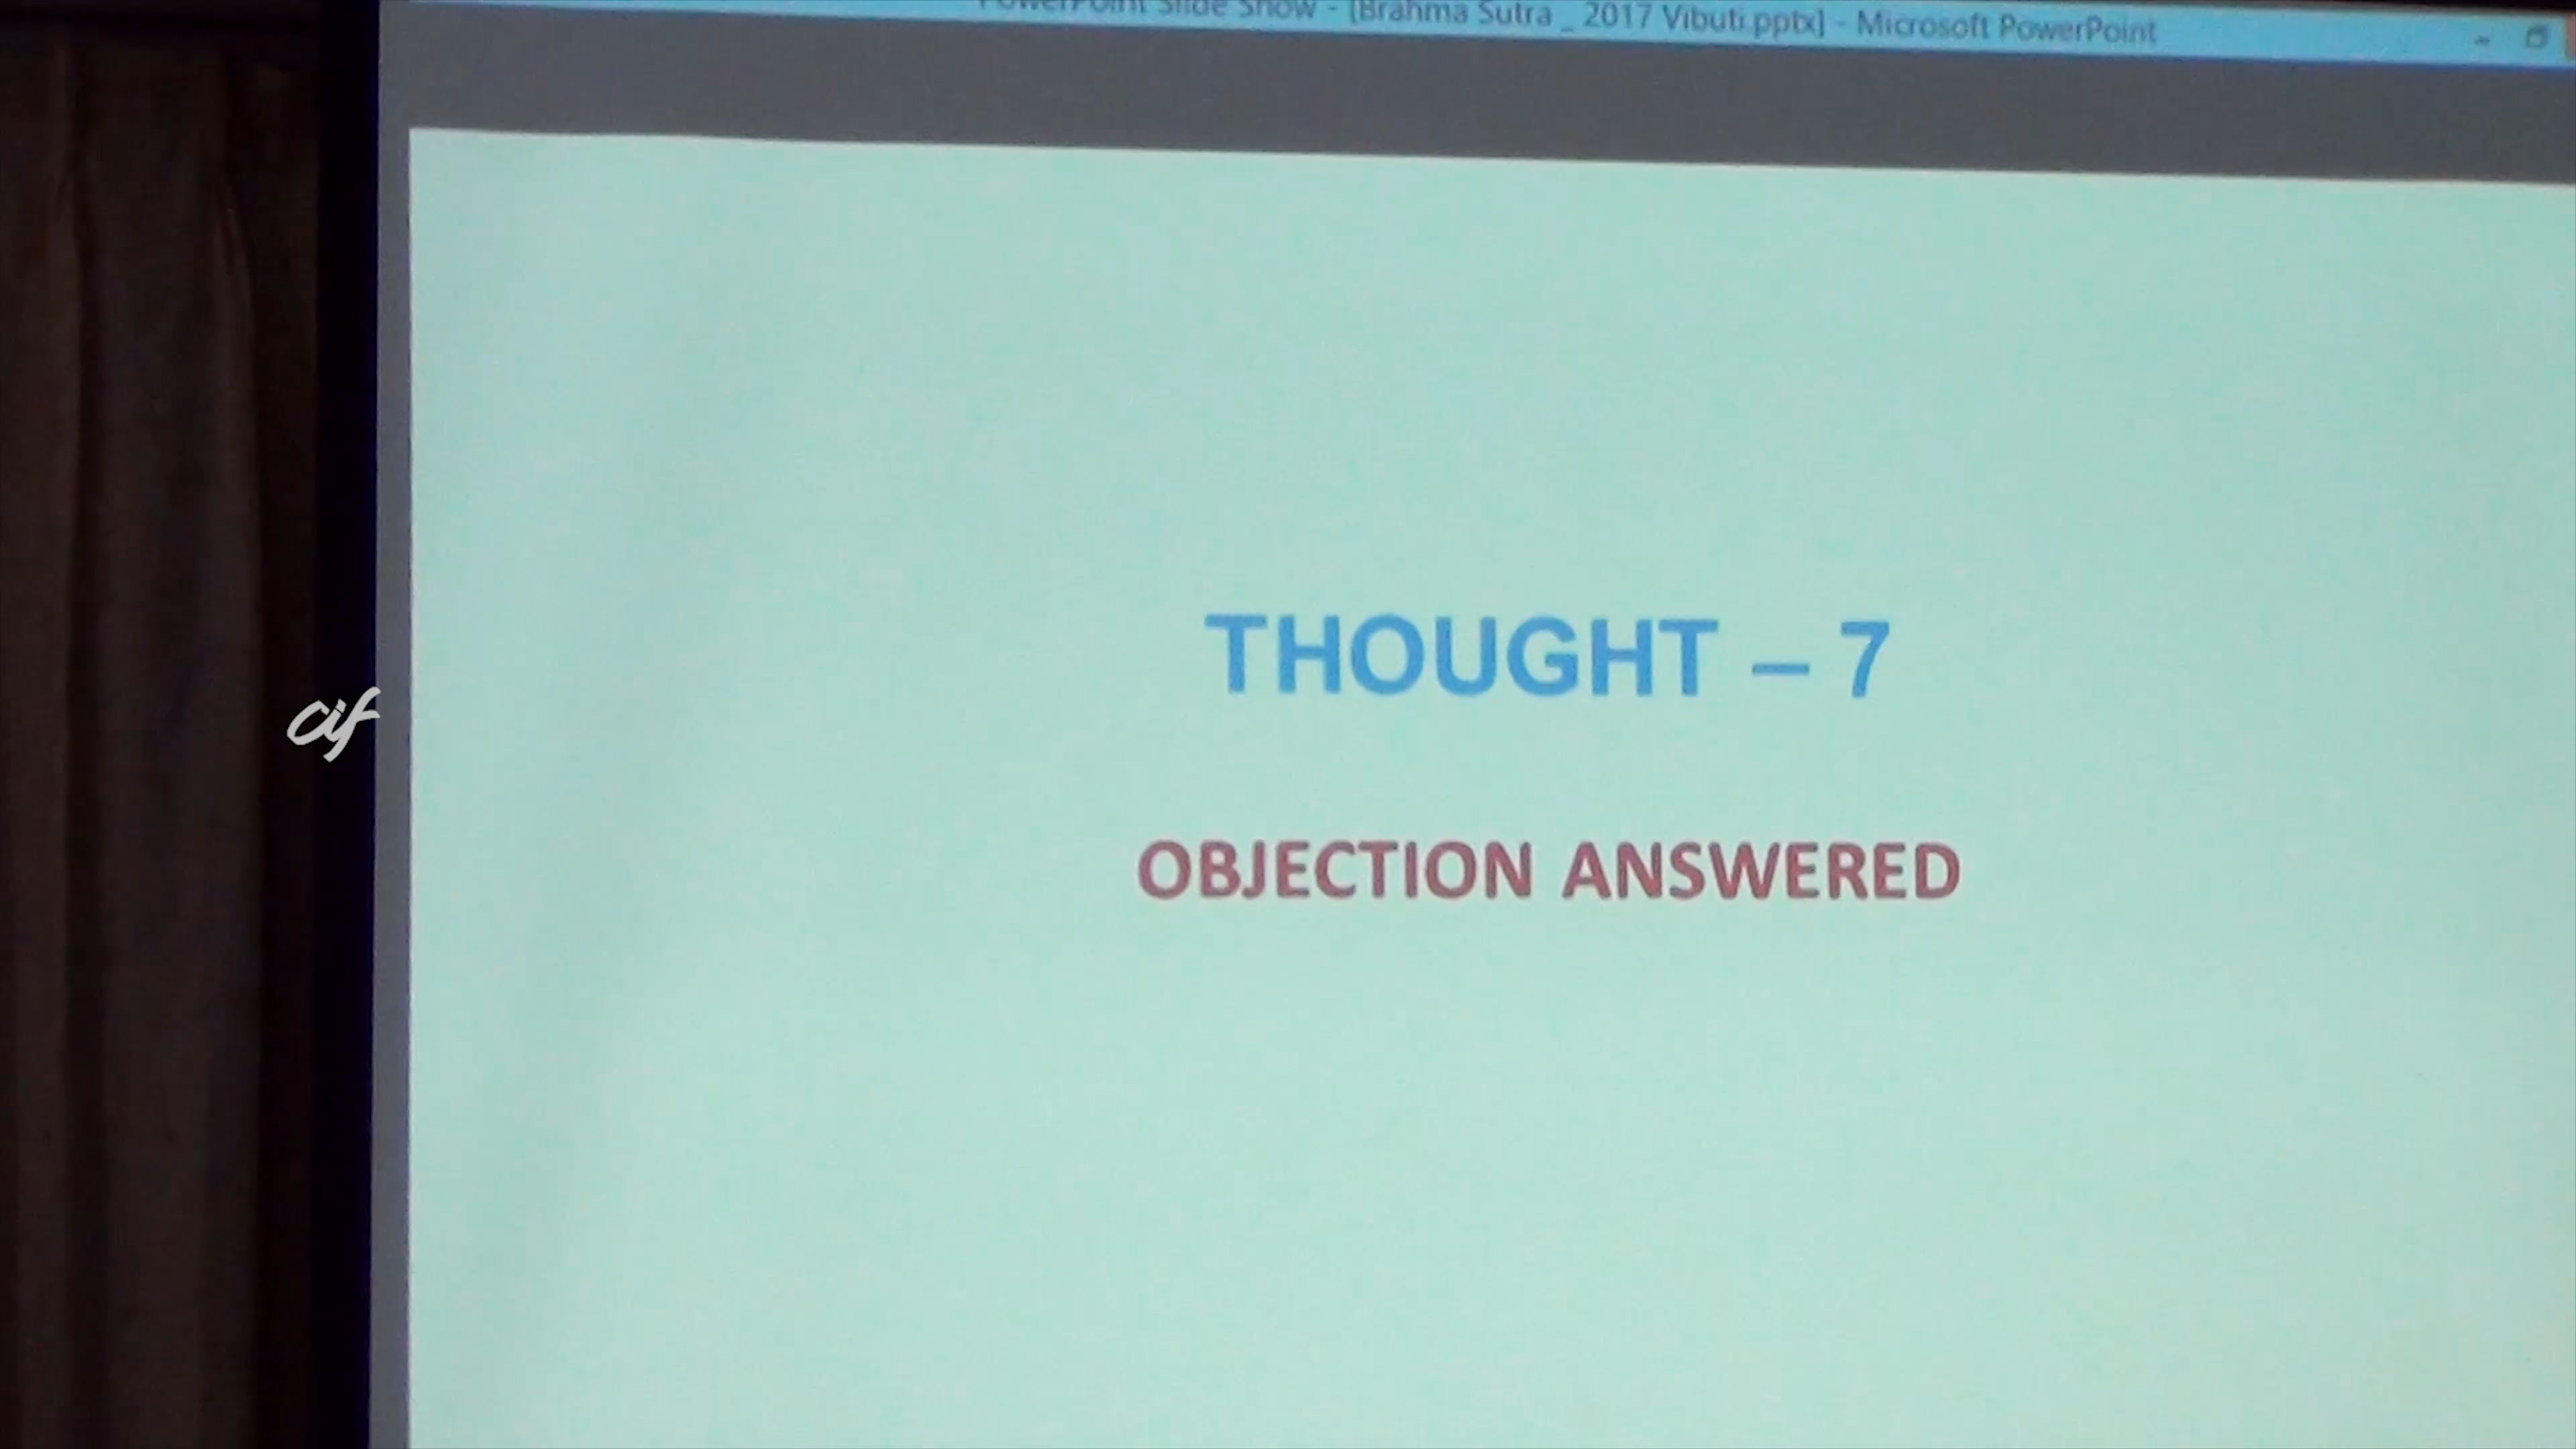 PowerPoint Slide Show - [Brahma Sutra _ 2017 Vibuti.pptx] - Microsoft PowerPoint
THOUGHT – 7
cif
OBJECTION ANSWERED